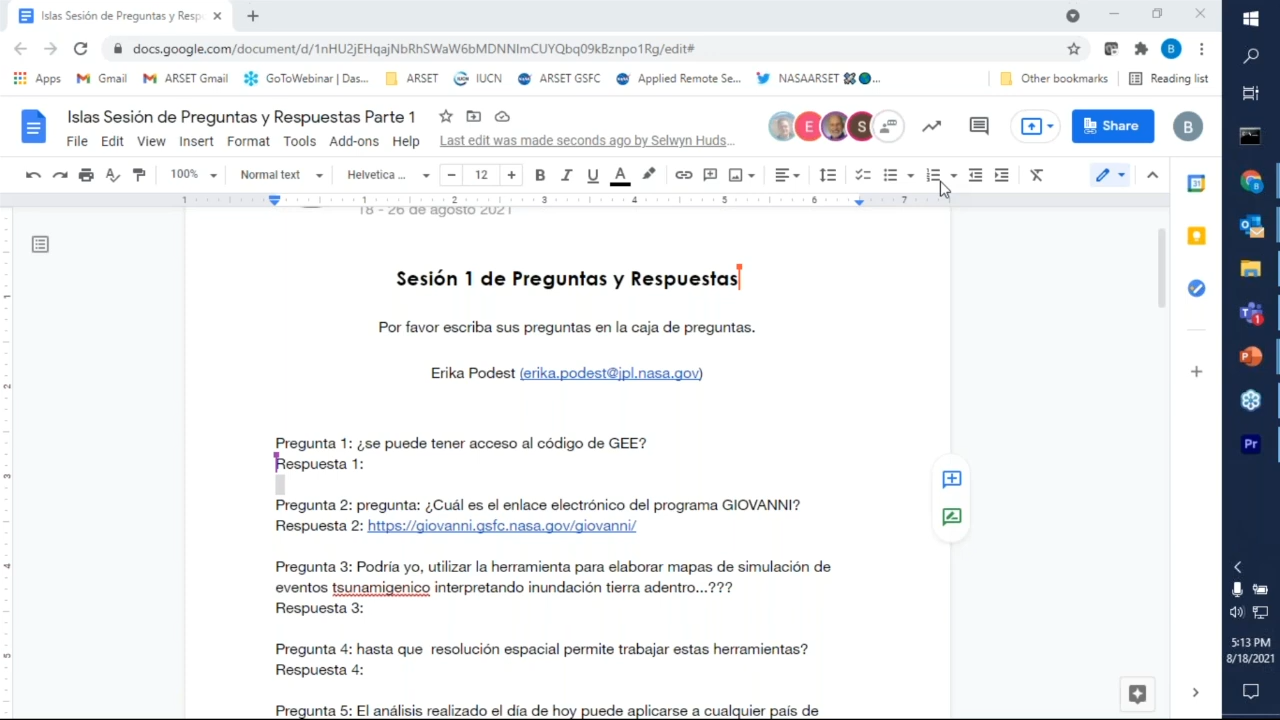 Islas Sesión de Preguntas y Resp
docs.google.com/document/d/1nHU2jEHqajNbRhSWaW6bMDNNImCUYQbq09kBznpo1Rg/edit#
B
Apps Gmail ARSET Gmail GoToWebinar | Das... ARSET IUCN ARSET GSFC Applied Remote Se... NASAARSET Other bookmarks Reading list
Islas Sesión de Preguntas y Respuestas Parte 1
E S Share B
File Edit View Insert Format Tools Add-ons Help Last edit was made seconds ago by Selwyn Huds...
100% Normal text Helvetica ... 12 B I U A
1 1 2 3 4 5 6 7
18 - 26 de agosto 2021
Sesión 1 de Preguntas y Respuestas
Por favor escriba sus preguntas en la caja de preguntas.
Erika Podest (erika.podest@jpl.nasa.gov)
Pregunta 1: ¿se puede tener acceso al código de GEE?
Respuesta 1:
Pregunta 2: pregunta: ¿Cuál es el enlace electrónico del programa GIOVANNI?
Respuesta 2: https://giovanni.gsfc.nasa.gov/giovanni/
Pregunta 3: Podría yo, utilizar la herramienta para elaborar mapas de simulación de
eventos tsunamigenico interpretando inundación tierra adentro...???
Respuesta 3:
Pregunta 4: hasta que  resolución espacial permite trabajar estas herramientas?
Respuesta 4:
Pregunta 5: El análisis realizado el día de hoy puede aplicarse a cualquier país de
5:13 PM
8/18/2021